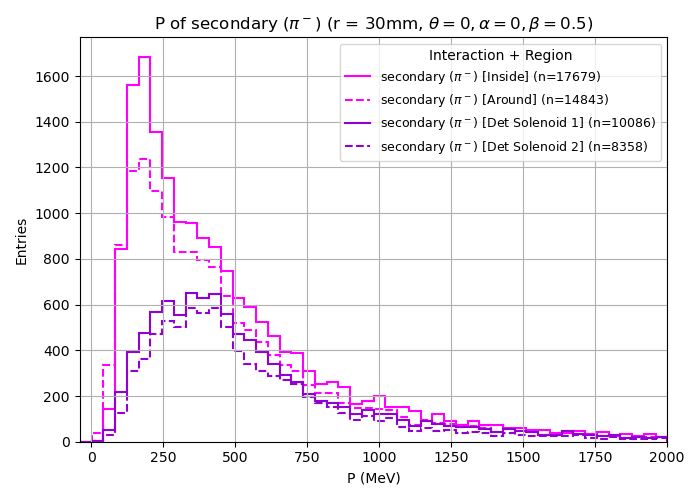 P of secondary (π⁻) (r = 30mm, θ = 0, α = 0, β = 0.5)
Interaction + Region
secondary (π⁻) [Inside] (n=17679)
secondary (π⁻) [Around] (n=14843)
secondary (π⁻) [Det Solenoid 1] (n=10086)
secondary (π⁻) [Det Solenoid 2] (n=8358)
Entries
1600
1400
1200
1000
800
600
400
200
0
0 250 500 750 1000 1250 1500 1750 2000
P (MeV)